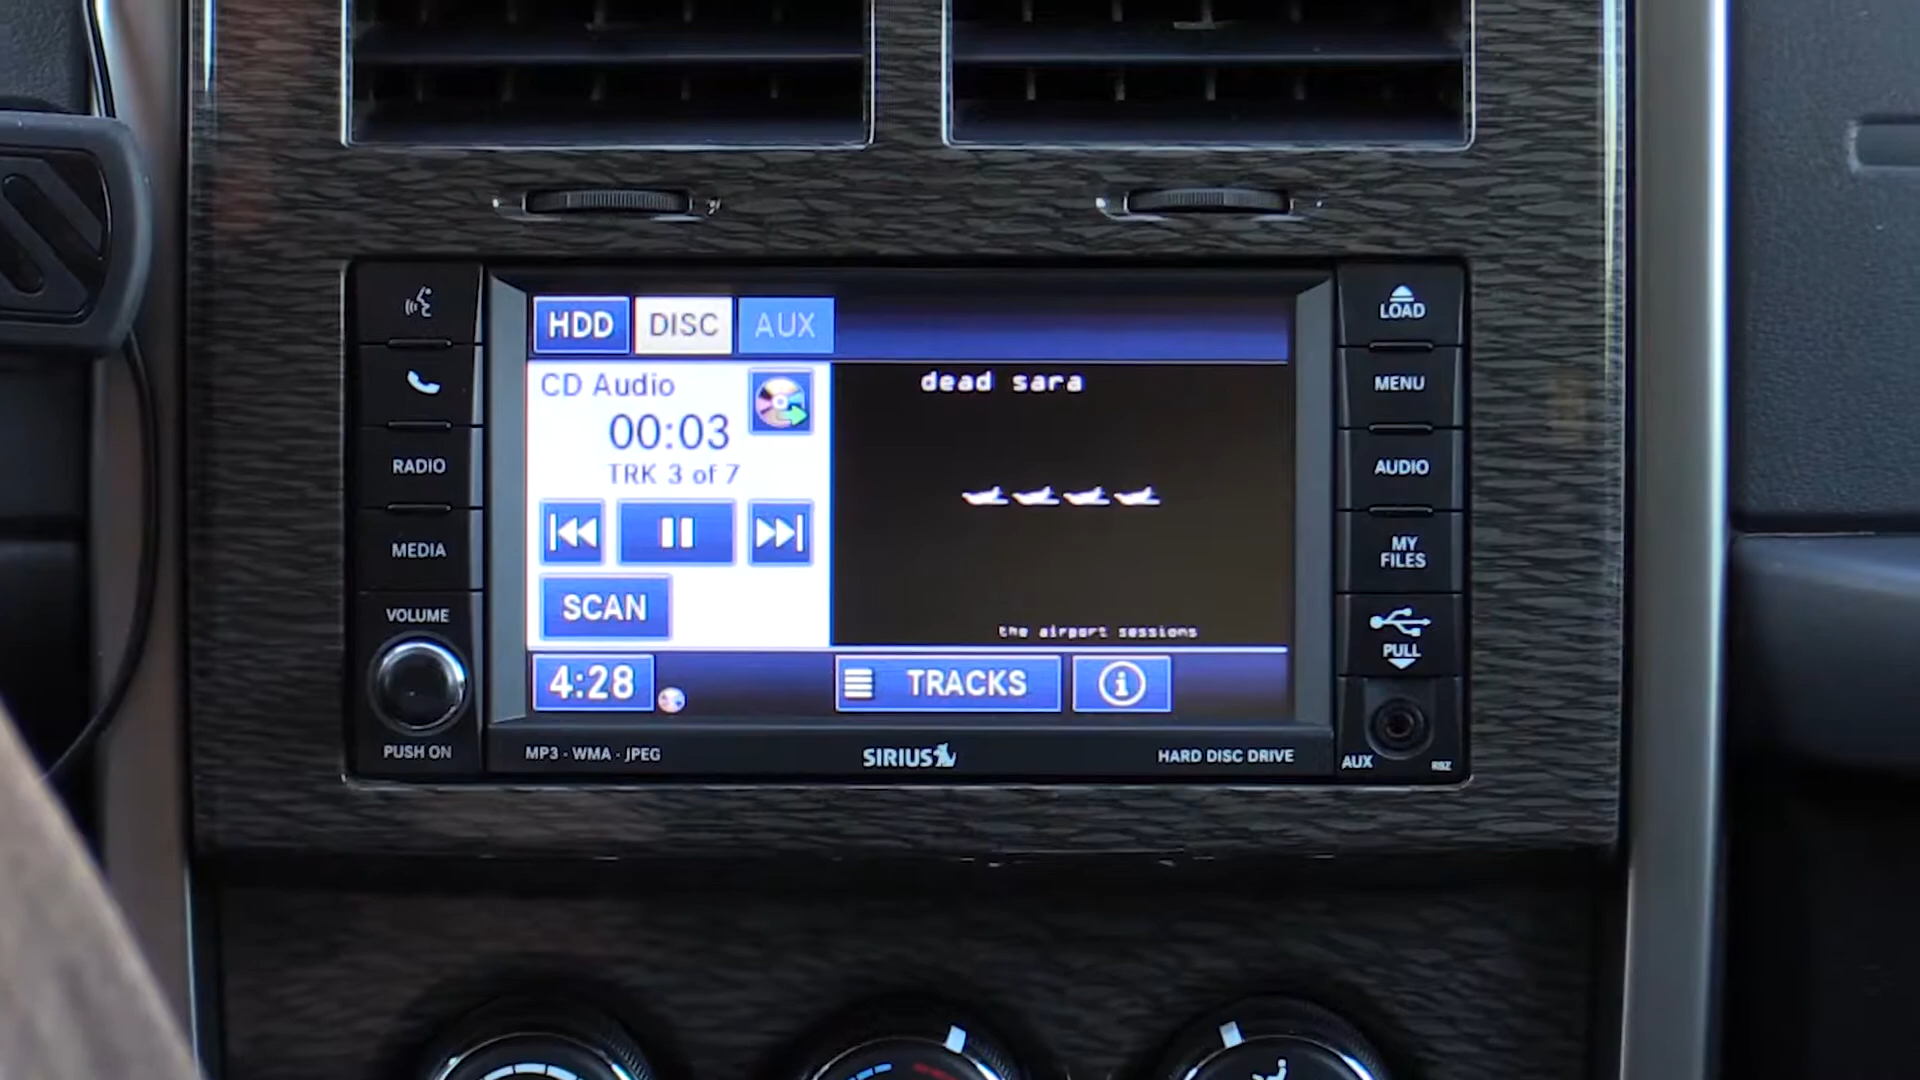 HDD DISC AUX
CD Audio
00:03
TRK 3 of 7
SCAN
4:28
dead sara
the airport sessions
TRACKS
RADIO
MEDIA
VOLUME
PUSH ON
LOAD
MENU
AUDIO
MY
FILES
PULL
AUX
RBZ
MP3 - WMA - JPEG
SIRIUS
HARD DISC DRIVE